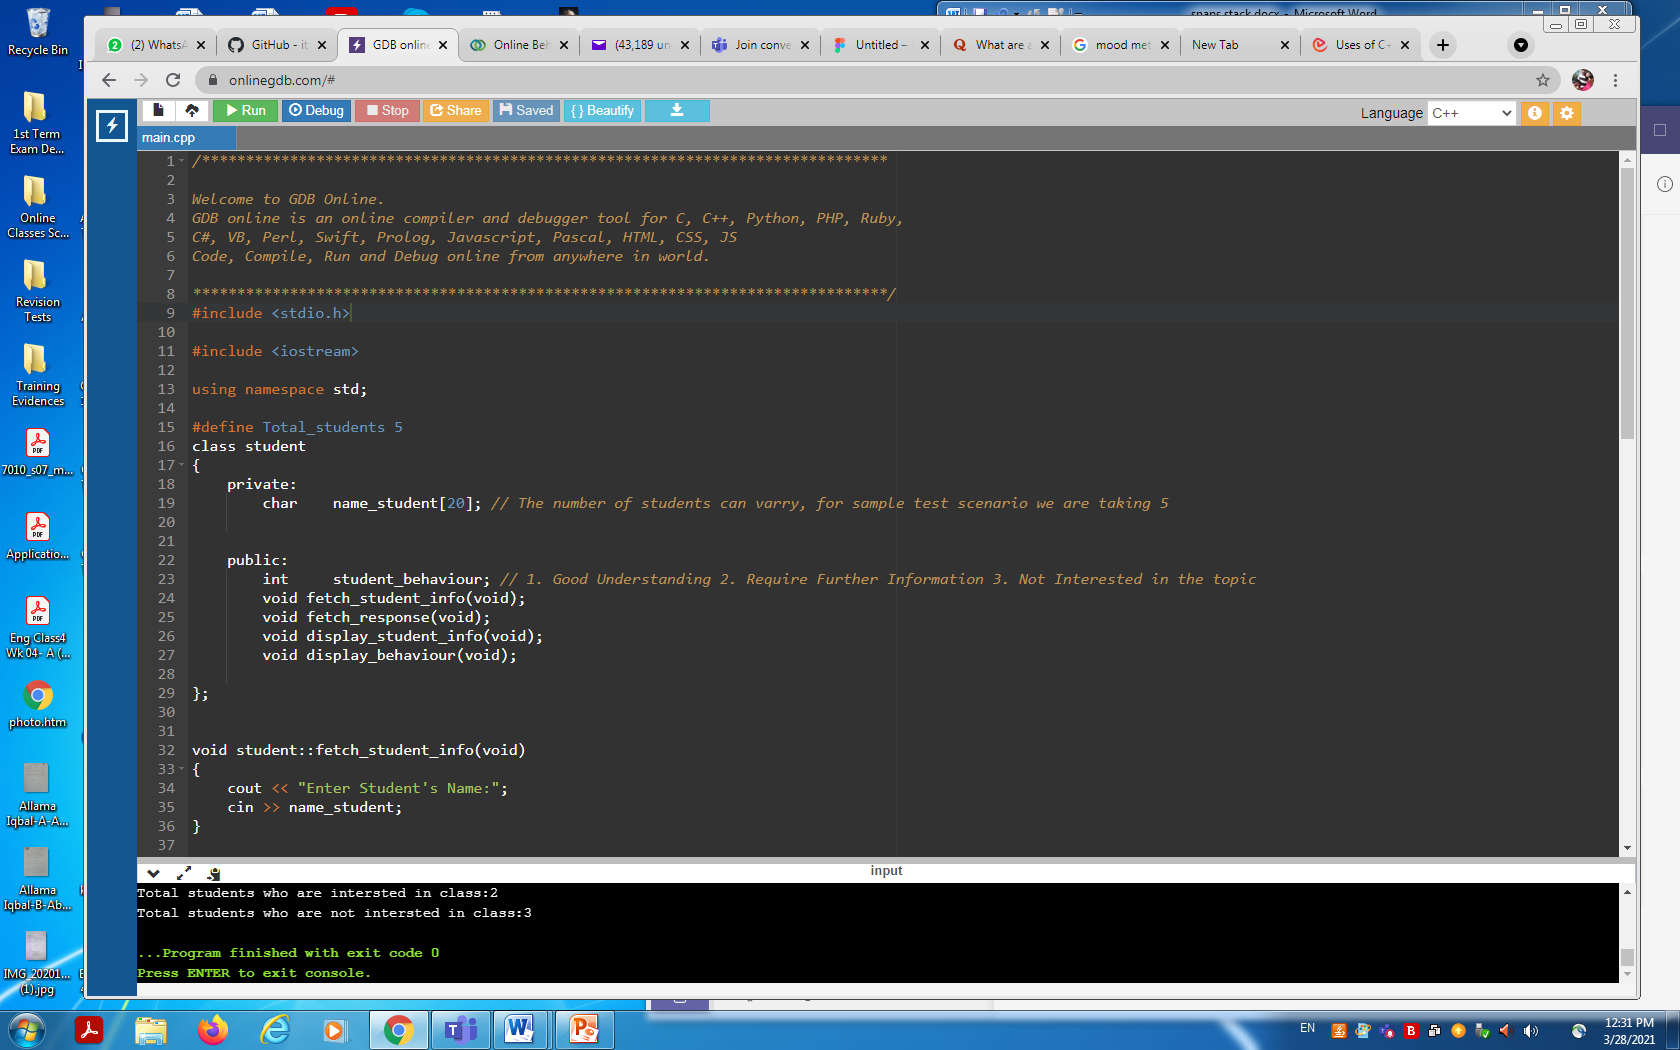 Recycle Bin
1st Term
Exam De...
Online
Classes Sc...
Revision
Tests
Training
Evidences
7010_s07_m...
Applicatio...
Eng Class4
Wk 04- A (...
photo.htm
Allama
Iqbal-A-A...
Allama
Iqbal-B-Ab...
IMG_20201...
(1).jpg
snaps stack.docx - Microsoft Word
(2) WhatsA
GitHub - it
GDB online
Online Beh
(43,189 un
Join conve
Untitled –
What are a
mood met
New Tab
Uses of C+
onlinegdb.com/#
Run
Debug
Stop
Share
Saved
{ } Beautify
Language C++
main.cpp
1 /******************************************************************************
2
3 Welcome to GDB Online.
4 GDB online is an online compiler and debugger tool for C, C++, Python, PHP, Ruby,
5 C#, VB, Perl, Swift, Prolog, Javascript, Pascal, HTML, CSS, JS
6 Code, Compile, Run and Debug online from anywhere in world.
7
8 *******************************************************************************/
9 #include <stdio.h>
10
11 #include <iostream>
12
13 using namespace std;
14
15 #define Total_students 5
16 class student
17 {
18 private:
19 char name_student[20]; // The number of students can varry, for sample test scenario we are taking 5
20
21
22 public:
23 int student_behaviour; // 1. Good Understanding 2. Require Further Information 3. Not Interested in the topic
24 void fetch_student_info(void);
25 void fetch_response(void);
26 void display_student_info(void);
27 void display_behaviour(void);
28
29 };
30
31
32 void student::fetch_student_info(void)
33 {
34 cout << "Enter Student's Name:";
35 cin >> name_student;
36 }
37
input
Total students who are intersted in class:2
Total students who are not intersted in class:3
...Program finished with exit code 0
Press ENTER to exit console.
EN
12:31 PM
3/28/2021